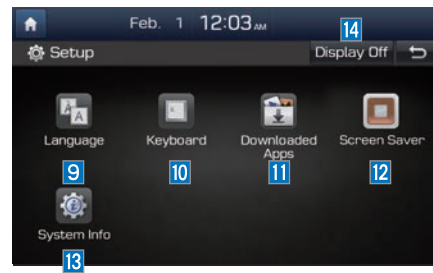 Feb. 1 12:03 AM
14
Setup Display Off
Language Keyboard Downloaded Apps Screen Saver
9 10 11 12
System Info
13